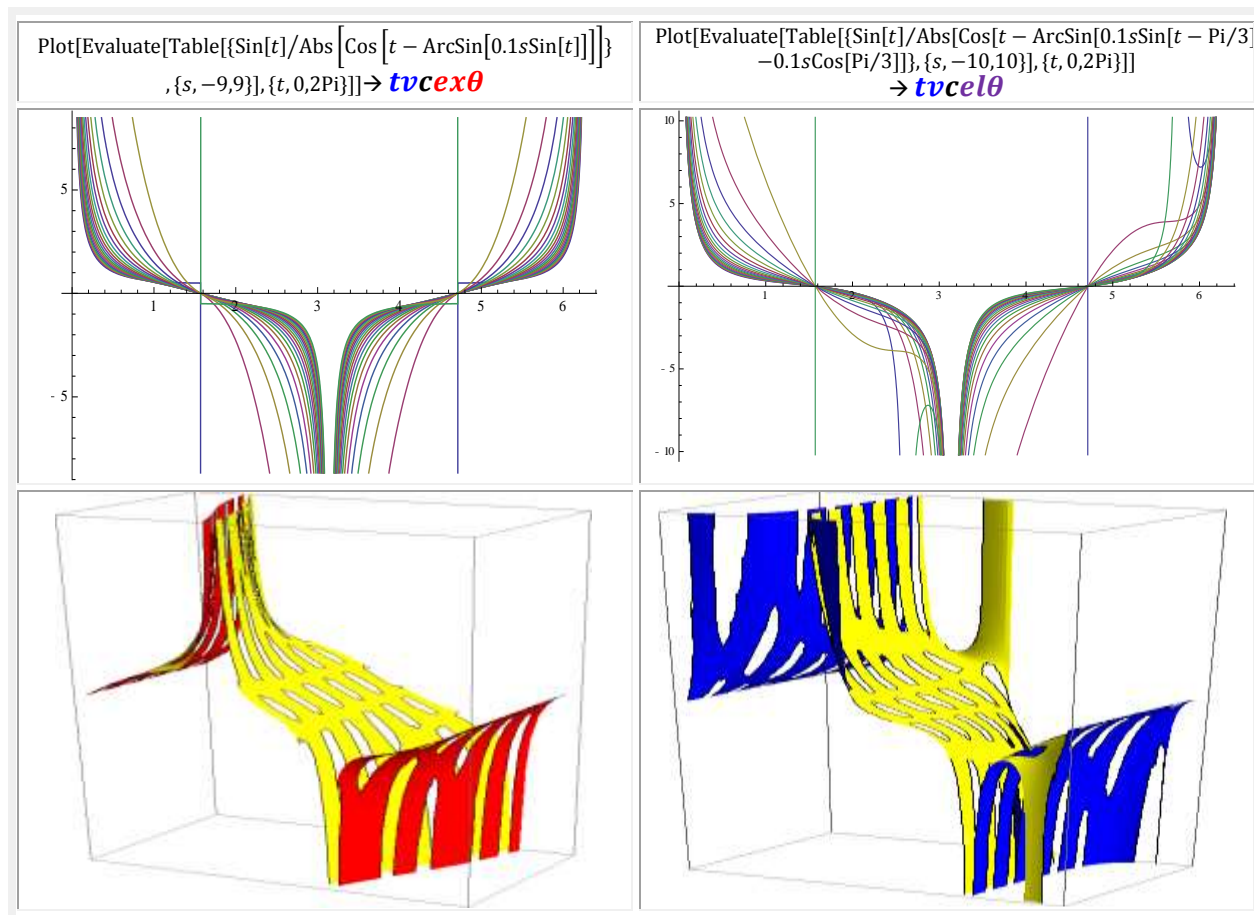 Plot[Evaluate[Table[{Sin[t]/Abs[Cos[t − ArcSin[0.1sSin[t]]]]}
, {s, −9,9}], {t, 0,2Pi}]]→ tvcexθ
Plot[Evaluate[Table[{Sin[t]/Abs[Cos[t − ArcSin[0.1sSin[t − Pi/3]
−0.1sCos[Pi/3]]]}, {s, −10,10}], {t, 0,2Pi}]]
→ tvcelθ
5
1 2 3 4 5 6
- 5
10
5
1 2 3 4 5 6
- 5
- 10